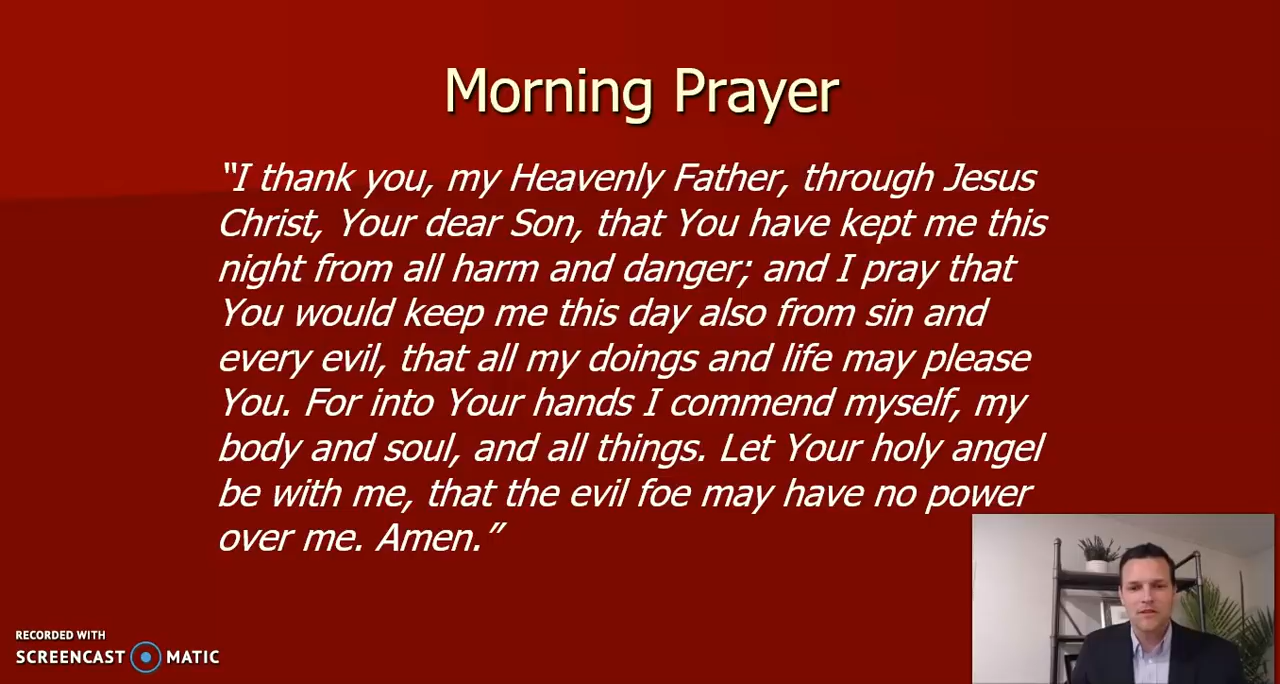 Morning Prayer
“I thank you, my Heavenly Father, through Jesus
Christ, Your dear Son, that You have kept me this
night from all harm and danger; and I pray that
You would keep me this day also from sin and
every evil, that all my doings and life may please
You. For into Your hands I commend myself, my
body and soul, and all things. Let Your holy angel
be with me, that the evil foe may have no power
over me. Amen.”
RECORDED WITH
SCREENCAST MATIC